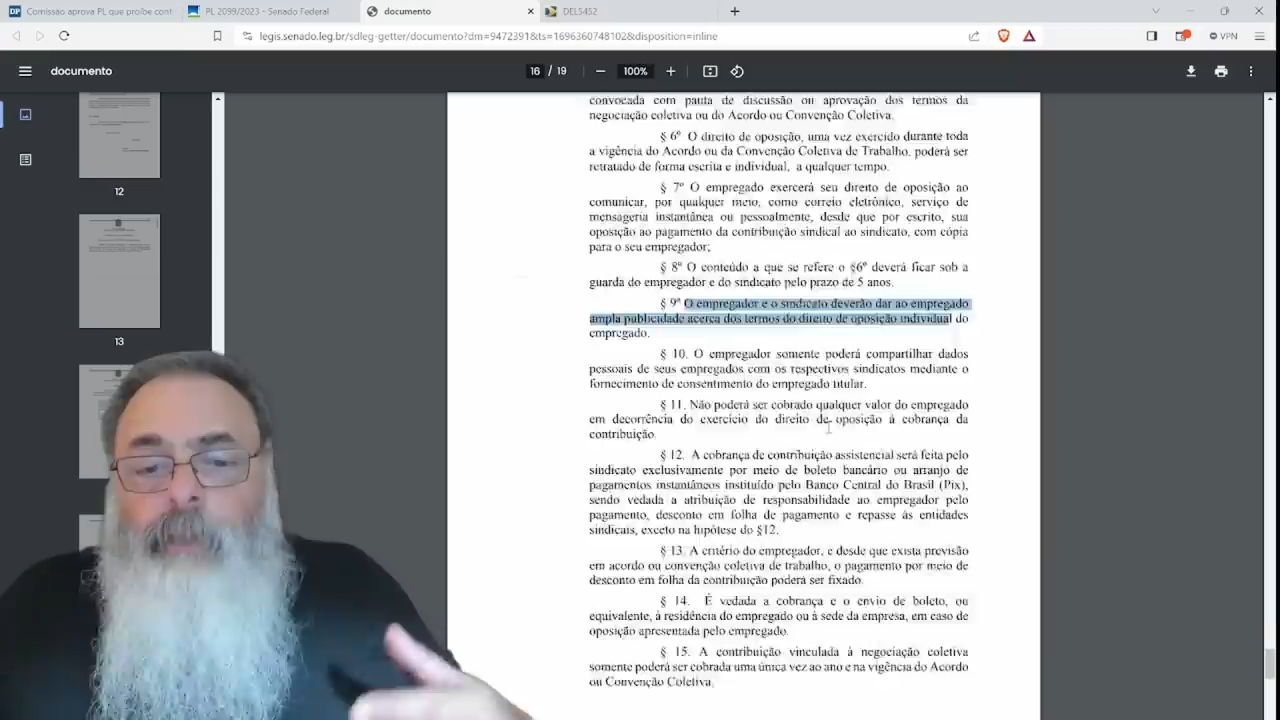 Comissão aprova PL que proíbe cont
PL 2099/2023 - Senado Federal
documento
DEL5452
legis.senado.leg.br/sdleg-getter/documento?dm=9472391&ts=1696360748102&disposition=inline
VPN
documento
16 / 19
100%
12
13
convocada com pauta de discussão ou aprovação dos termos da
negociação coletiva ou do Acordo ou Convenção Coletiva.
§ 6º O direito de oposição, uma vez exercido durante toda
a vigência do Acordo ou da Convenção Coletiva de Trabalho, poderá ser
retratado de forma escrita e individual, a qualquer tempo.
§ 7º O empregado exercerá seu direito de oposição ao
comunicar, por qualquer meio, como correio eletrônico, serviço de
mensageria instantânea ou pessoalmente, desde que por escrito, sua
oposição ao pagamento da contribuição sindical ao sindicato, com cópia
para o seu empregador;
§ 8º O conteúdo a que se refere o §6º deverá ficar sob a
guarda do empregador e do sindicato pelo prazo de 5 anos.
§ 9º O empregador e o sindicato deverão dar ao empregado
ampla publicidade acerca dos termos do direito de oposição individual do
empregado.
§ 10. O empregador somente poderá compartilhar dados
pessoais de seus empregados com os respectivos sindicatos mediante o
fornecimento de consentimento do empregado titular.
§ 11. Não poderá ser cobrado qualquer valor do empregado
em decorrência do exercício do direito de oposição à cobrança da
contribuição.
§ 12. A cobrança de contribuição assistencial será feita pelo
sindicato exclusivamente por meio de boleto bancário ou arranjo de
pagamentos instantâneos instituído pelo Banco Central do Brasil (Pix),
sendo vedada a atribuição de responsabilidade ao empregador pelo
pagamento, desconto em folha de pagamento e repasse às entidades
sindicais, exceto na hipótese do §12.
§ 13. A critério do empregador, e desde que exista previsão
em acordo ou convenção coletiva de trabalho, o pagamento por meio de
desconto em folha da contribuição poderá ser fixado.
§ 14. É vedada a cobrança e o envio de boleto, ou
equivalente, à residência do empregado ou à sede da empresa, em caso de
oposição apresentada pelo empregado.
§ 15. A contribuição vinculada à negociação coletiva
somente poderá ser cobrada uma única vez ao ano e na vigência do Acordo
ou Convenção Coletiva.